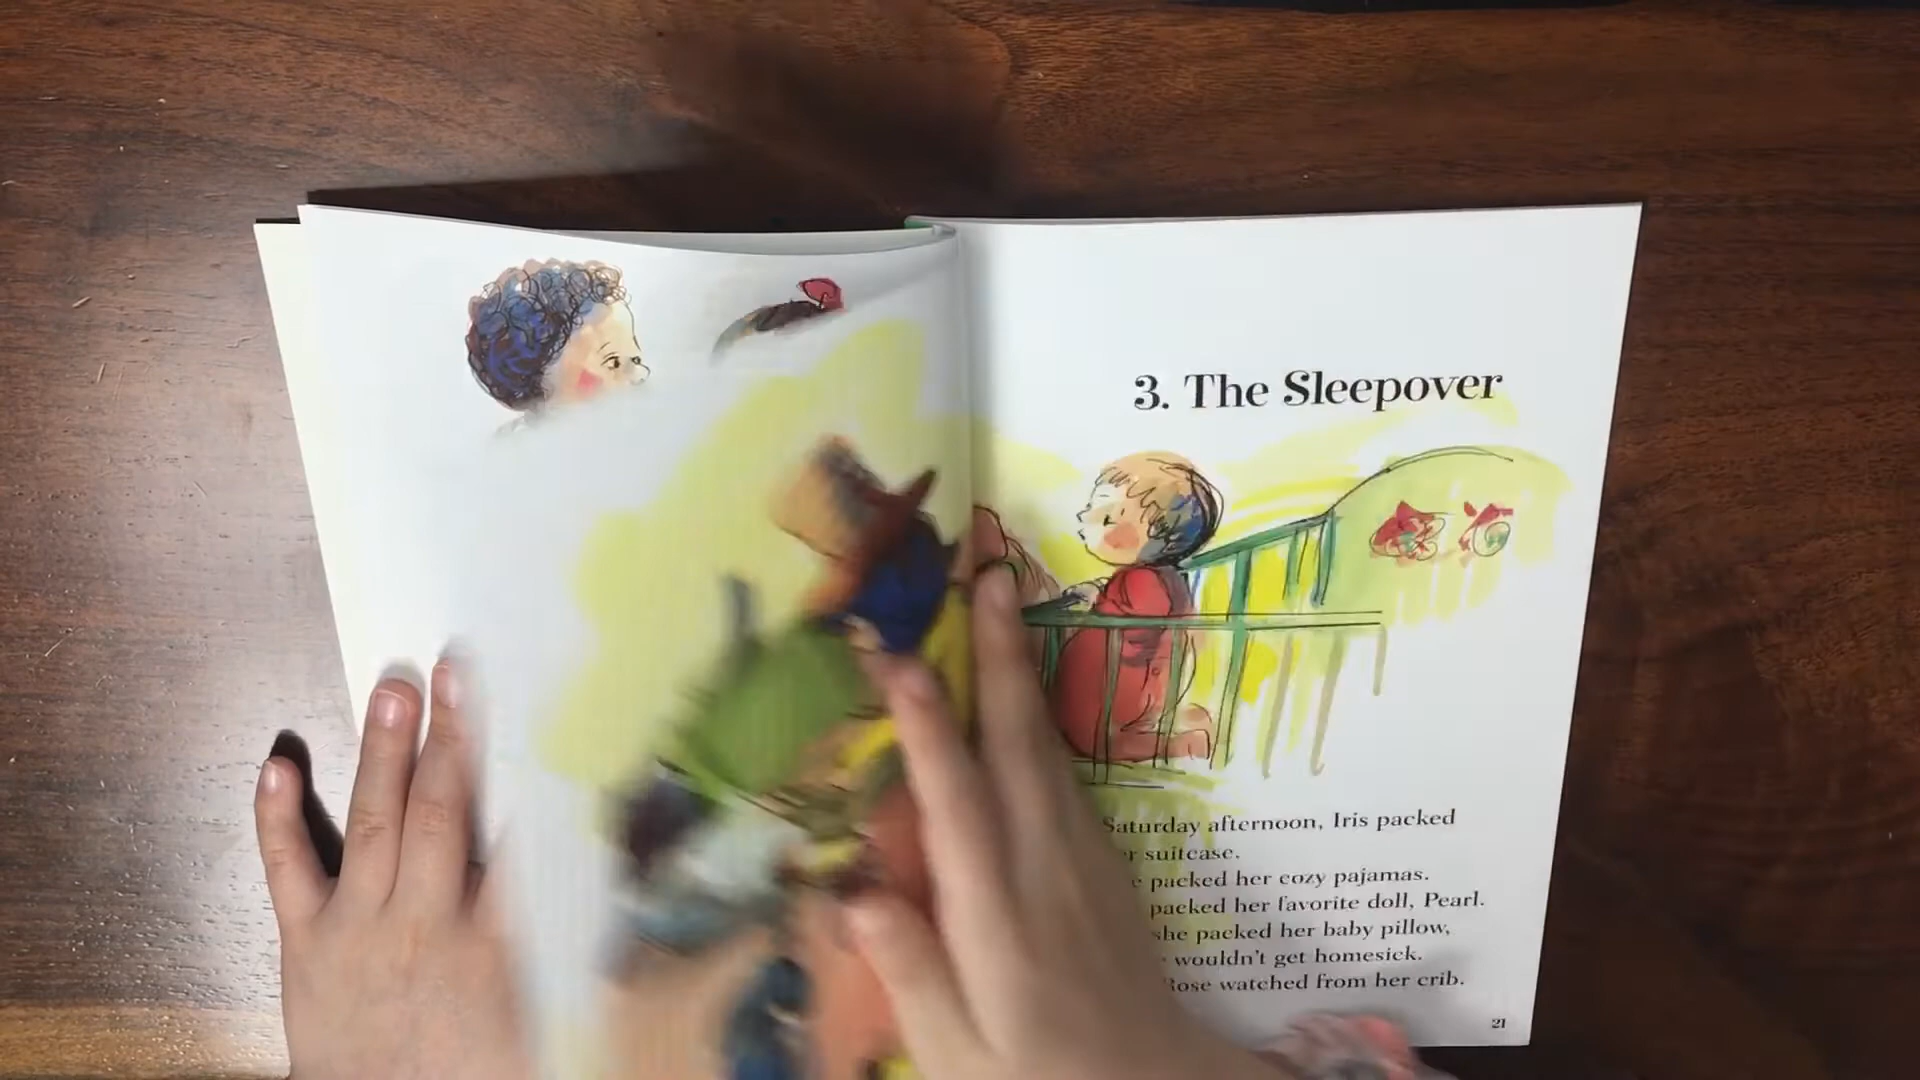 3. The Sleepover
Saturday afternoon, Iris packed
suitcase.
packed her cozy pajamas.
packed her favorite doll, Pearl.
she packed her baby pillow,
wouldn't get homesick.
Rose watched from her crib.
21